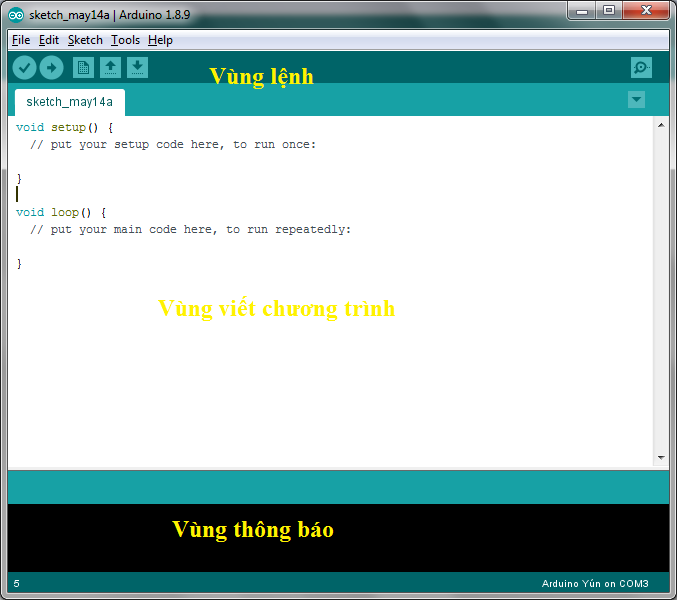 sketch_may14a | Arduino 1.8.9
File Edit Sketch Tools Help
Vùng lệnh
sketch_may14a
void setup() {
  // put your setup code here, to run once:
}
void loop() {
  // put your main code here, to run repeatedly:
}
Vùng viết chương trình
Vùng thông báo
5 Arduino Yún on COM3